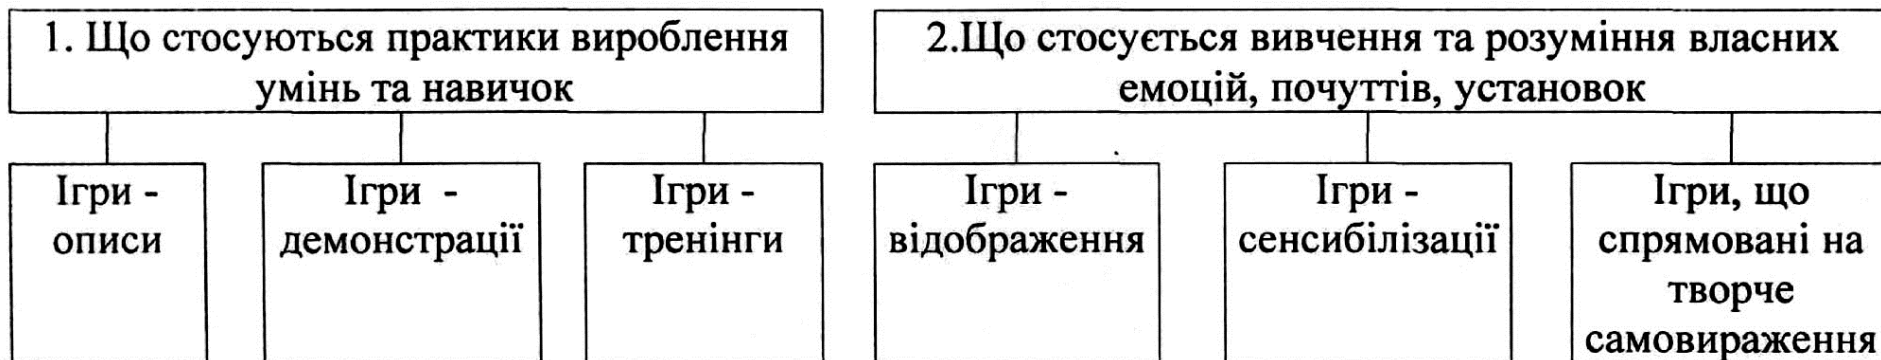 1. Що стосуються практики вироблення
умінь та навичок
2.Що стосується вивчення та розуміння власних
емоцій, почуттів, установок
Ігри -
описи
Ігри -
демонстрації
Ігри -
тренінги
Ігри -
відображення
Ігри -
сенсибілізації
Ігри, що
спрямовані на
творче
самовираження